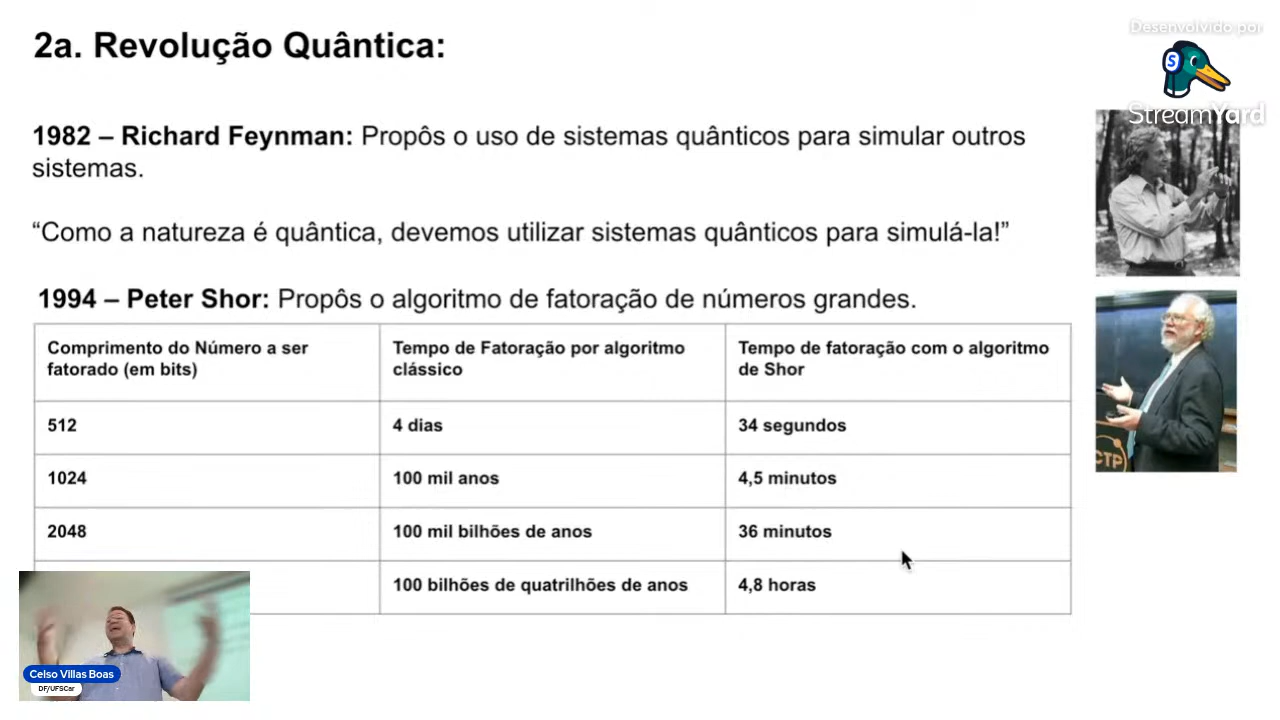 Desenvolvido por
StreamYard
2a. Revolução Quântica:
1982 – Richard Feynman: Propôs o uso de sistemas quânticos para simular outros
sistemas.
“Como a natureza é quântica, devemos utilizar sistemas quânticos para simulá-la!”
1994 – Peter Shor: Propôs o algoritmo de fatoração de números grandes.
Comprimento do Número a ser
fatorado (em bits)
Tempo de Fatoração por algoritmo
clássico
Tempo de fatoração com o algoritmo
de Shor
512
4 dias
34 segundos
1024
100 mil anos
4,5 minutos
2048
100 mil bilhões de anos
36 minutos
100 bilhões de quatrilhões de anos
4,8 horas
CTP
Celso Villas Boas
DF/UFSCar